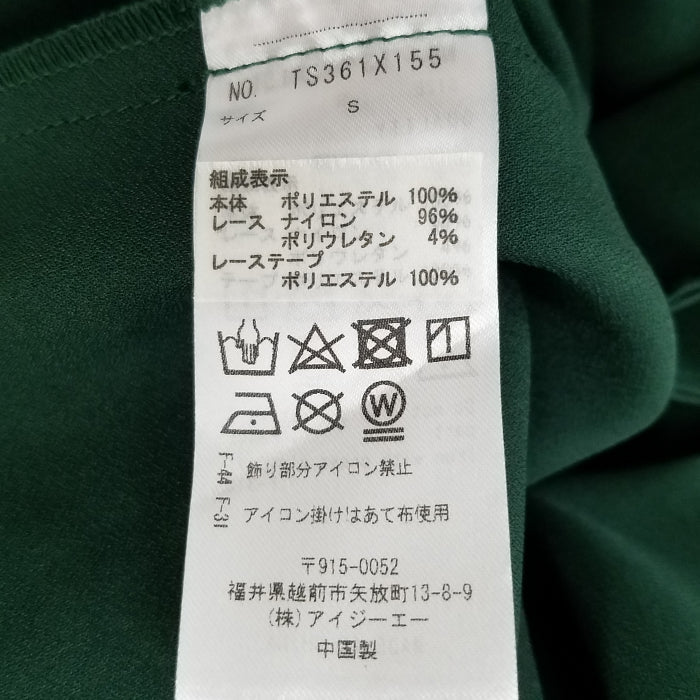 NO. TS361X155
サイズ S
組成表示
本体 ポリエステル 100%
レース ナイロン 96%
ポリウレタン 4%
レーステープ
ポリエステル 100%
W
F-44 飾り部分アイロン禁止
F-31 アイロン掛けはあて布使用
〒915-0052
福井県越前市矢放町13-8-9
(株)アイジーエー
中国製